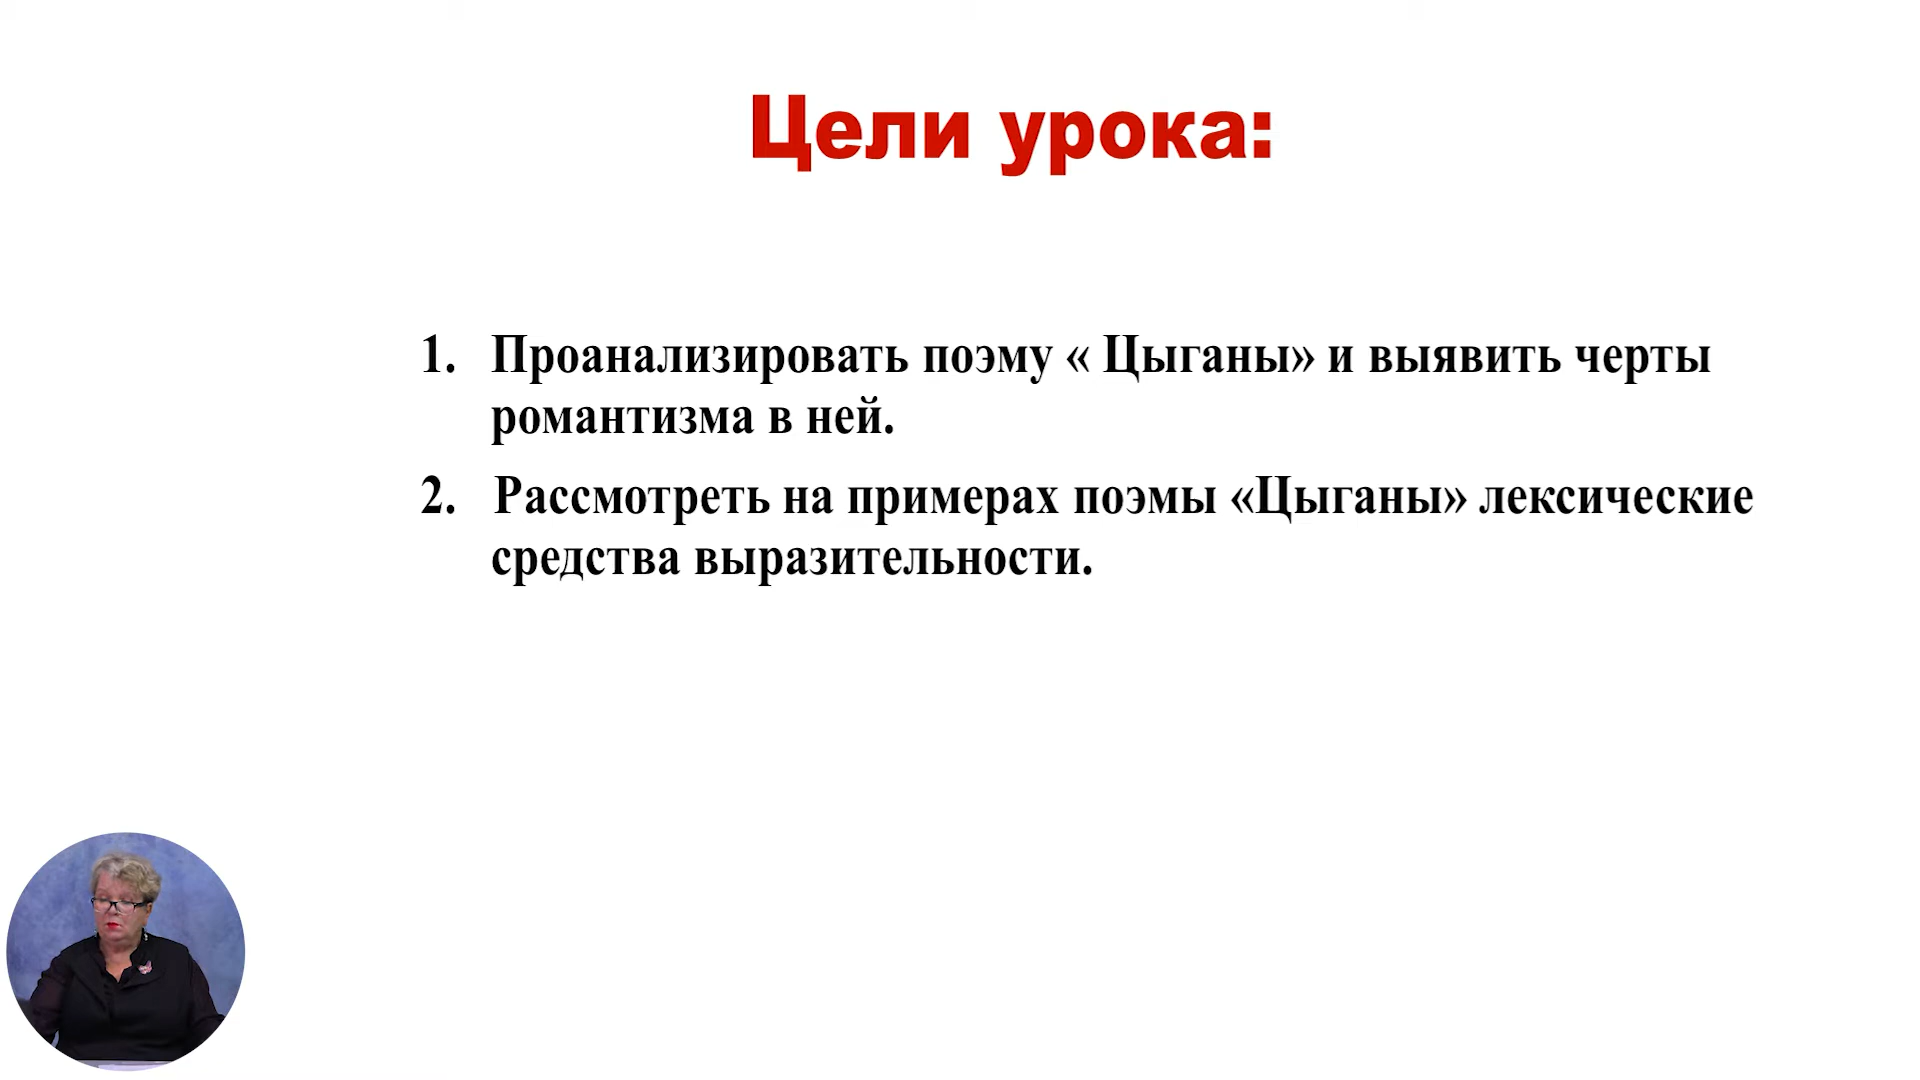 Цели урока:
1. Проанализировать поэму « Цыганы» и выявить черты
романтизма в ней.
2. Рассмотреть на примерах поэмы «Цыганы» лексические
средства выразительности.